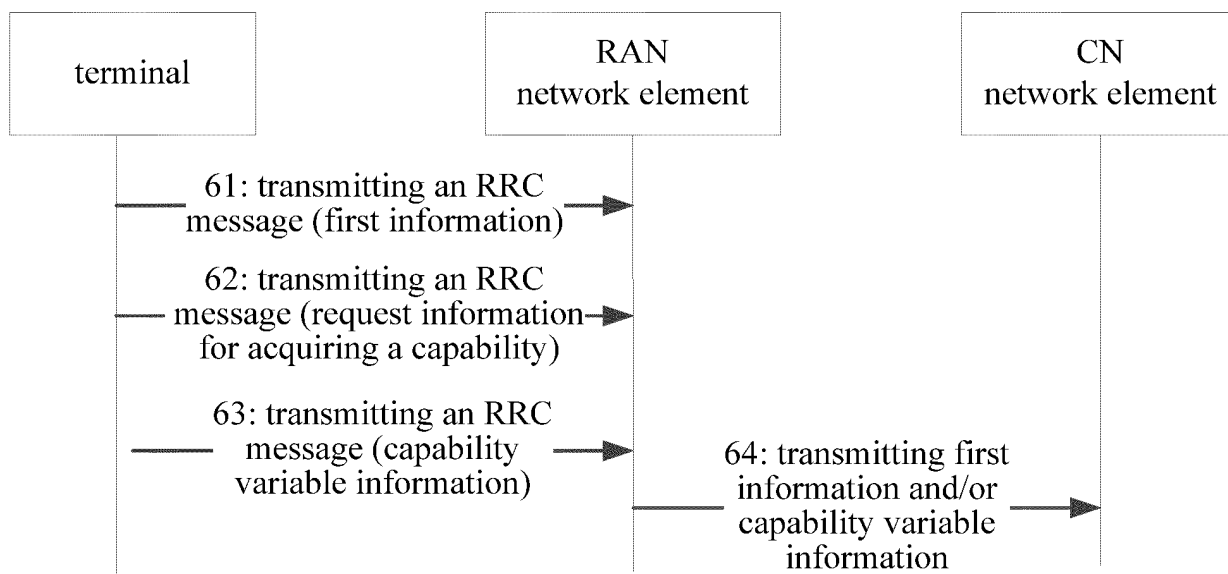 terminal
RAN
network element
CN
network element
61: transmitting an RRC
message (first information)
62: transmitting an RRC
message (request information
for acquiring a capability)
63: transmitting an RRC
message (capability
variable information)
64: transmitting first
information and/or
capability variable
information